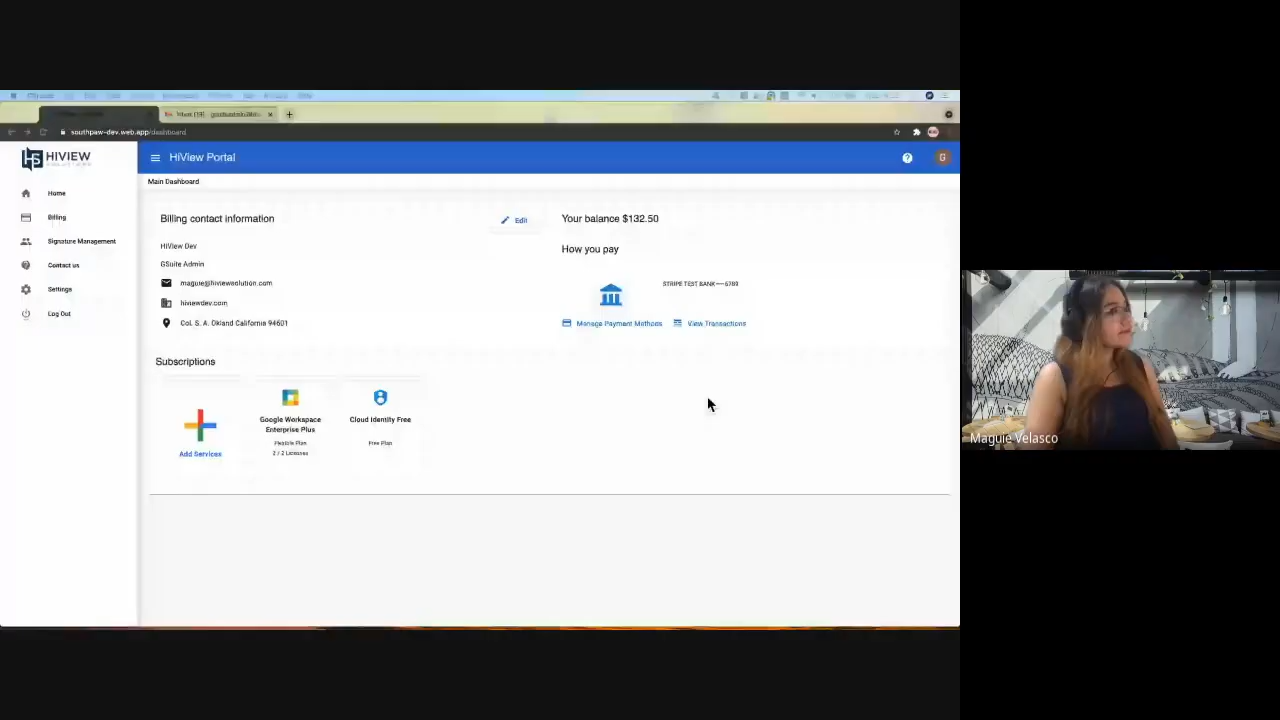 southpaw-dev.web.app/dashboard
HIVIEW
HiView Portal
G
Main Dashboard
Home
Billing
Signature Management
Contact us
Settings
Log Out
Billing contact information
Edit
HiView Dev
GSuite Admin
maguie@hiviewsolution.com
hiviewdev.com
Col. S. A. Okland California 94601
Your balance $132.50
How you pay
STRIPE TEST BANK----6789
Manage Payment Methods
View Transactions
Subscriptions
Add Services
Google Workspace
Enterprise Plus
Flexible Plan
2 / 2 Licenses
Cloud Identity Free
Free Plan
Maguie Velasco